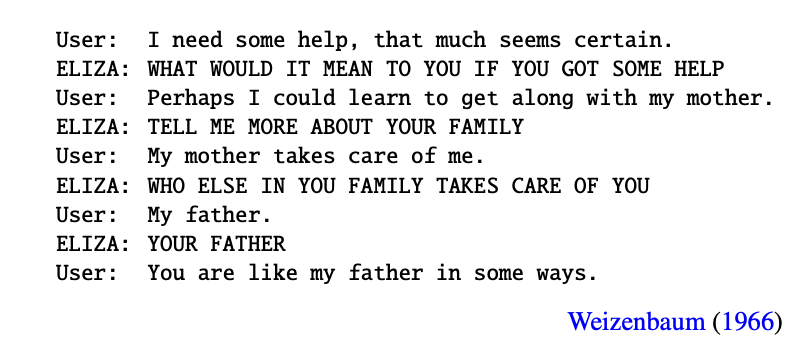 User: I need some help, that much seems certain.
ELIZA: WHAT WOULD IT MEAN TO YOU IF YOU GOT SOME HELP
User: Perhaps I could learn to get along with my mother.
ELIZA: TELL ME MORE ABOUT YOUR FAMILY
User: My mother takes care of me.
ELIZA: WHO ELSE IN YOU FAMILY TAKES CARE OF YOU
User: My father.
ELIZA: YOUR FATHER
User: You are like my father in some ways.
Weizenbaum (1966)